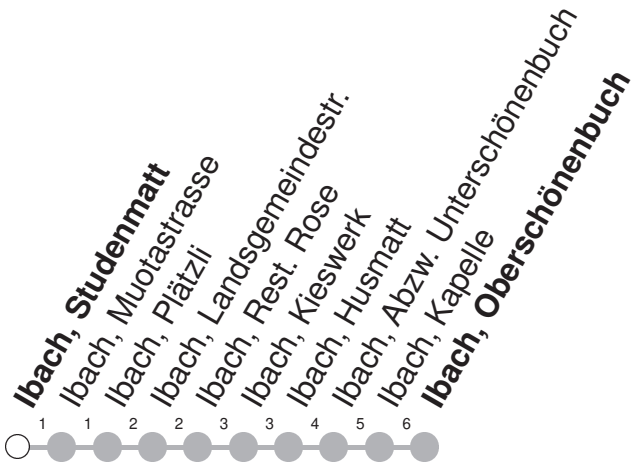 Ibach, Studenmatt
Ibach, Muotastrasse
Ibach, Plätzli
Ibach, Landsgemeindestr.
Ibach, Rest. Rose
Ibach, Kieswerk
Ibach, Husmatt
Ibach, Abzw. Unterschönenbuch
Ibach, Kapelle
Ibach, Oberschönenbuch
1 1 2 2 3 3 4 5 6